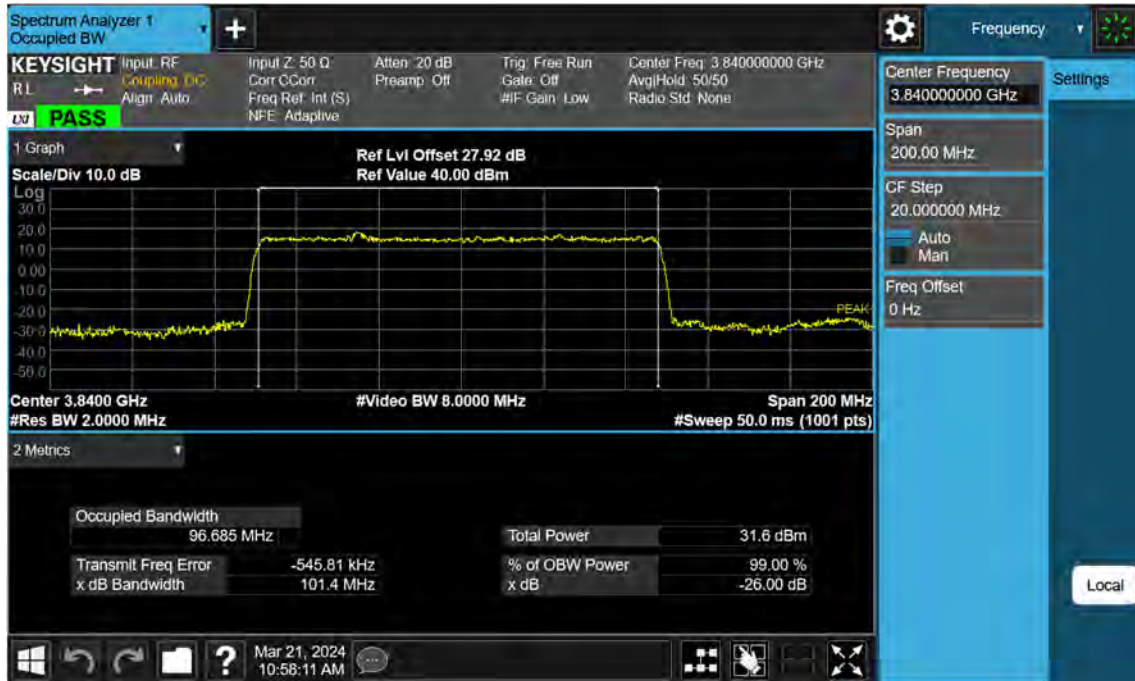 Spectrum Analyzer 1
Occupied BW
+
Frequency
KEYSIGHT
R L
LXI PASS
Input: RF
Coupling: DC
Align: Auto
Input Z: 50 Ω
Corr CCorr
Freq Ref: Int (S)
NFE: Adaptive
Atten: 20 dB
Preamp: Off
Trig: Free Run
Gate: Off
#IF Gain: Low
Center Freq: 3.840000000 GHz
Avg|Hold: 50/50
Radio Std: None
Center Frequency
3.840000000 GHz
Settings
Span
200.00 MHz
CF Step
20.000000 MHz
Auto
Man
Freq Offset
0 Hz
Local
1 Graph
Scale/Div 10.0 dB
Ref Lvl Offset 27.92 dB
Ref Value 40.00 dBm
Log
30.0
20.0
10.0
0.00
-10.0
-20.0
-30.0
-40.0
-50.0
PEAK
Center 3.8400 GHz
#Video BW 8.0000 MHz
Span 200 MHz
#Res BW 2.0000 MHz
#Sweep 50.0 ms (1001 pts)
2 Metrics
Occupied Bandwidth
96.685 MHz
Total Power 31.6 dBm
Transmit Freq Error -545.81 kHz
% of OBW Power 99.00 %
x dB Bandwidth 101.4 MHz
x dB -26.00 dB
?
Mar 21, 2024
10:58:11 AM